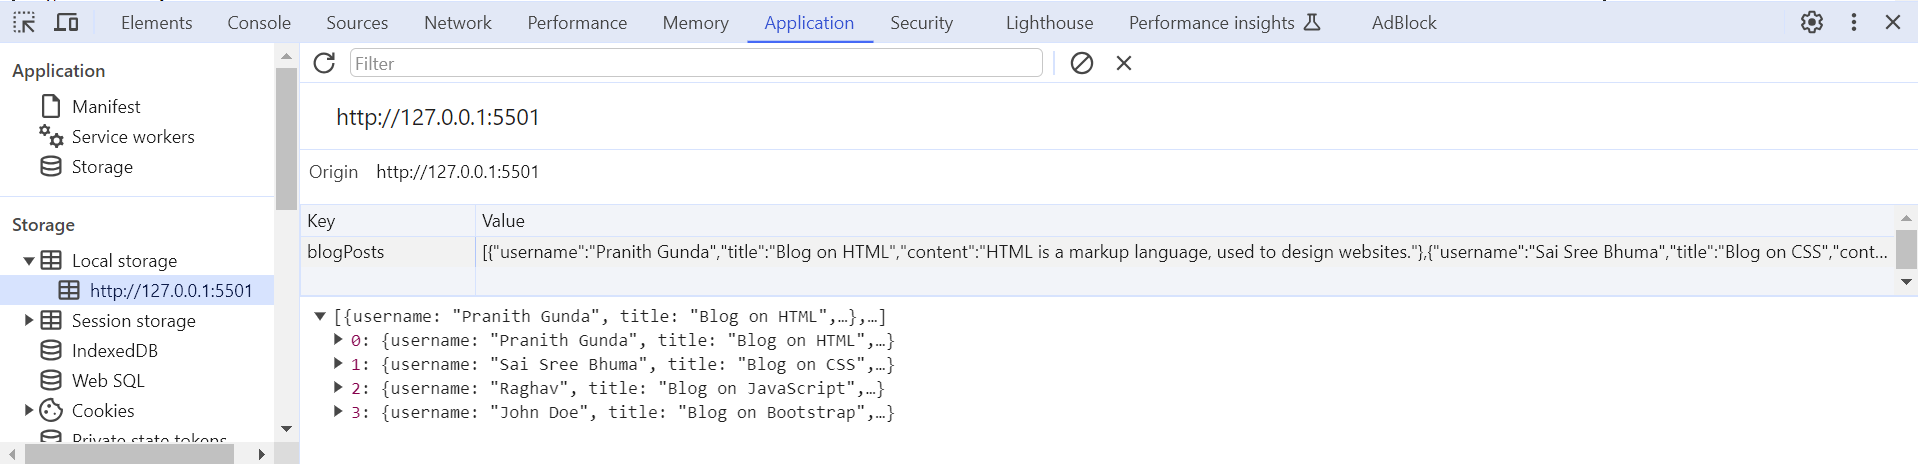 Elements Console Sources Network Performance Memory Application Security Lighthouse Performance insights AdBlock
Application
Manifest
Service workers
Storage
Storage
Local storage
http://127.0.0.1:5501
Session storage
IndexedDB
Web SQL
Cookies
Private state tokens
Filter
http://127.0.0.1:5501
Origin http://127.0.0.1:5501
Key Value
blogPosts [{"username":"Pranith Gunda","title":"Blog on HTML","content":"HTML is a markup language, used to design websites."},{"username":"Sai Sree Bhuma","title":"Blog on CSS","cont...
[{username: "Pranith Gunda", title: "Blog on HTML",…},…]
0: {username: "Pranith Gunda", title: "Blog on HTML",…}
1: {username: "Sai Sree Bhuma", title: "Blog on CSS",…}
2: {username: "Raghav", title: "Blog on JavaScript",…}
3: {username: "John Doe", title: "Blog on Bootstrap",…}